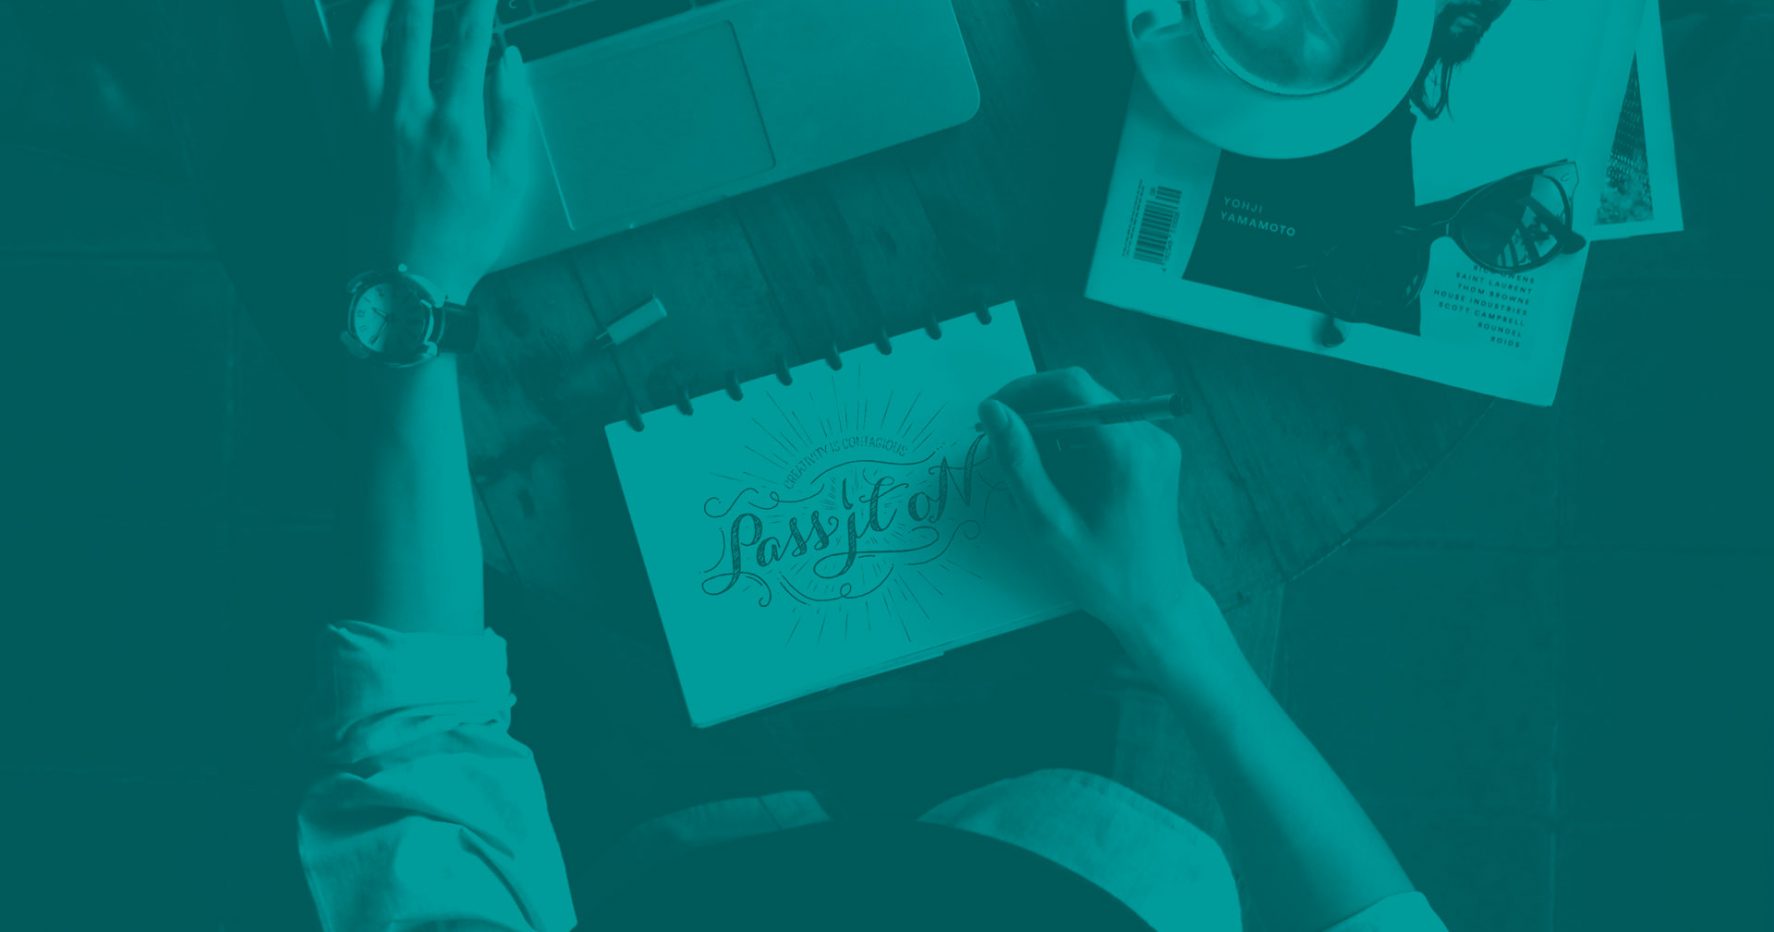 CREATIVITY IS CONTAGIOUS
Pass it oN
YOHJI
YAMAMOTO
SAINT LAURENT
THOM BROWNE
HOUSE INDUSTRIES
SCOTT CAMPBELL
ROUNDEL